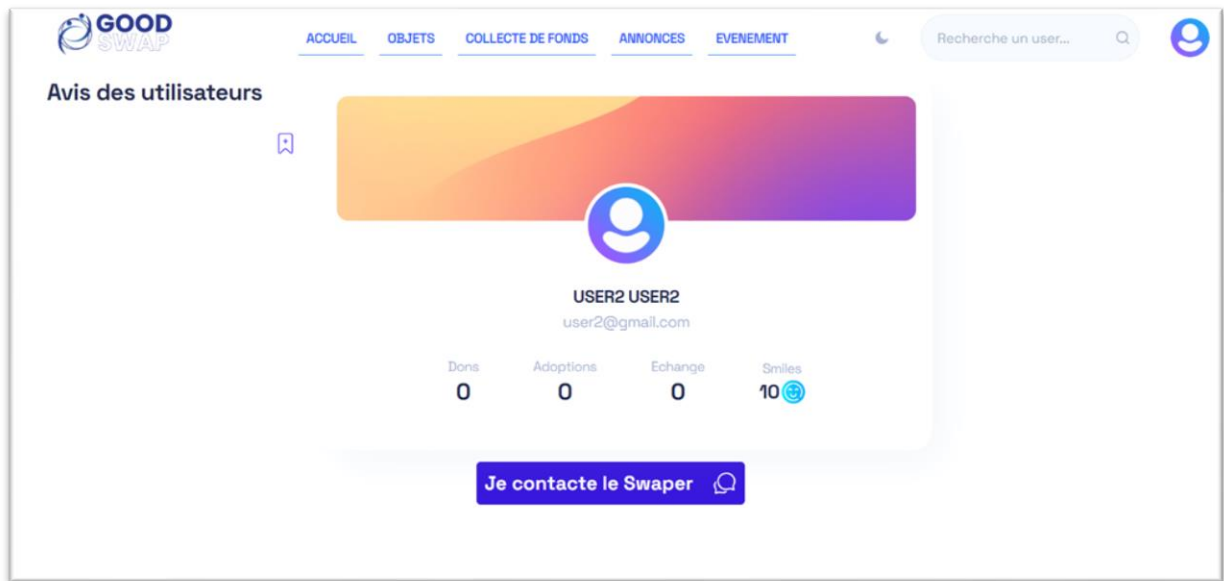 GOOD
SWAP
ACCUEIL OBJETS COLLECTE DE FONDS ANNONCES EVENEMENT
Recherche un user...
Avis des utilisateurs
USER2 USER2
user2@gmail.com
Dons Adoptions Echange Smiles
0 0 0 10
Je contacte le Swaper